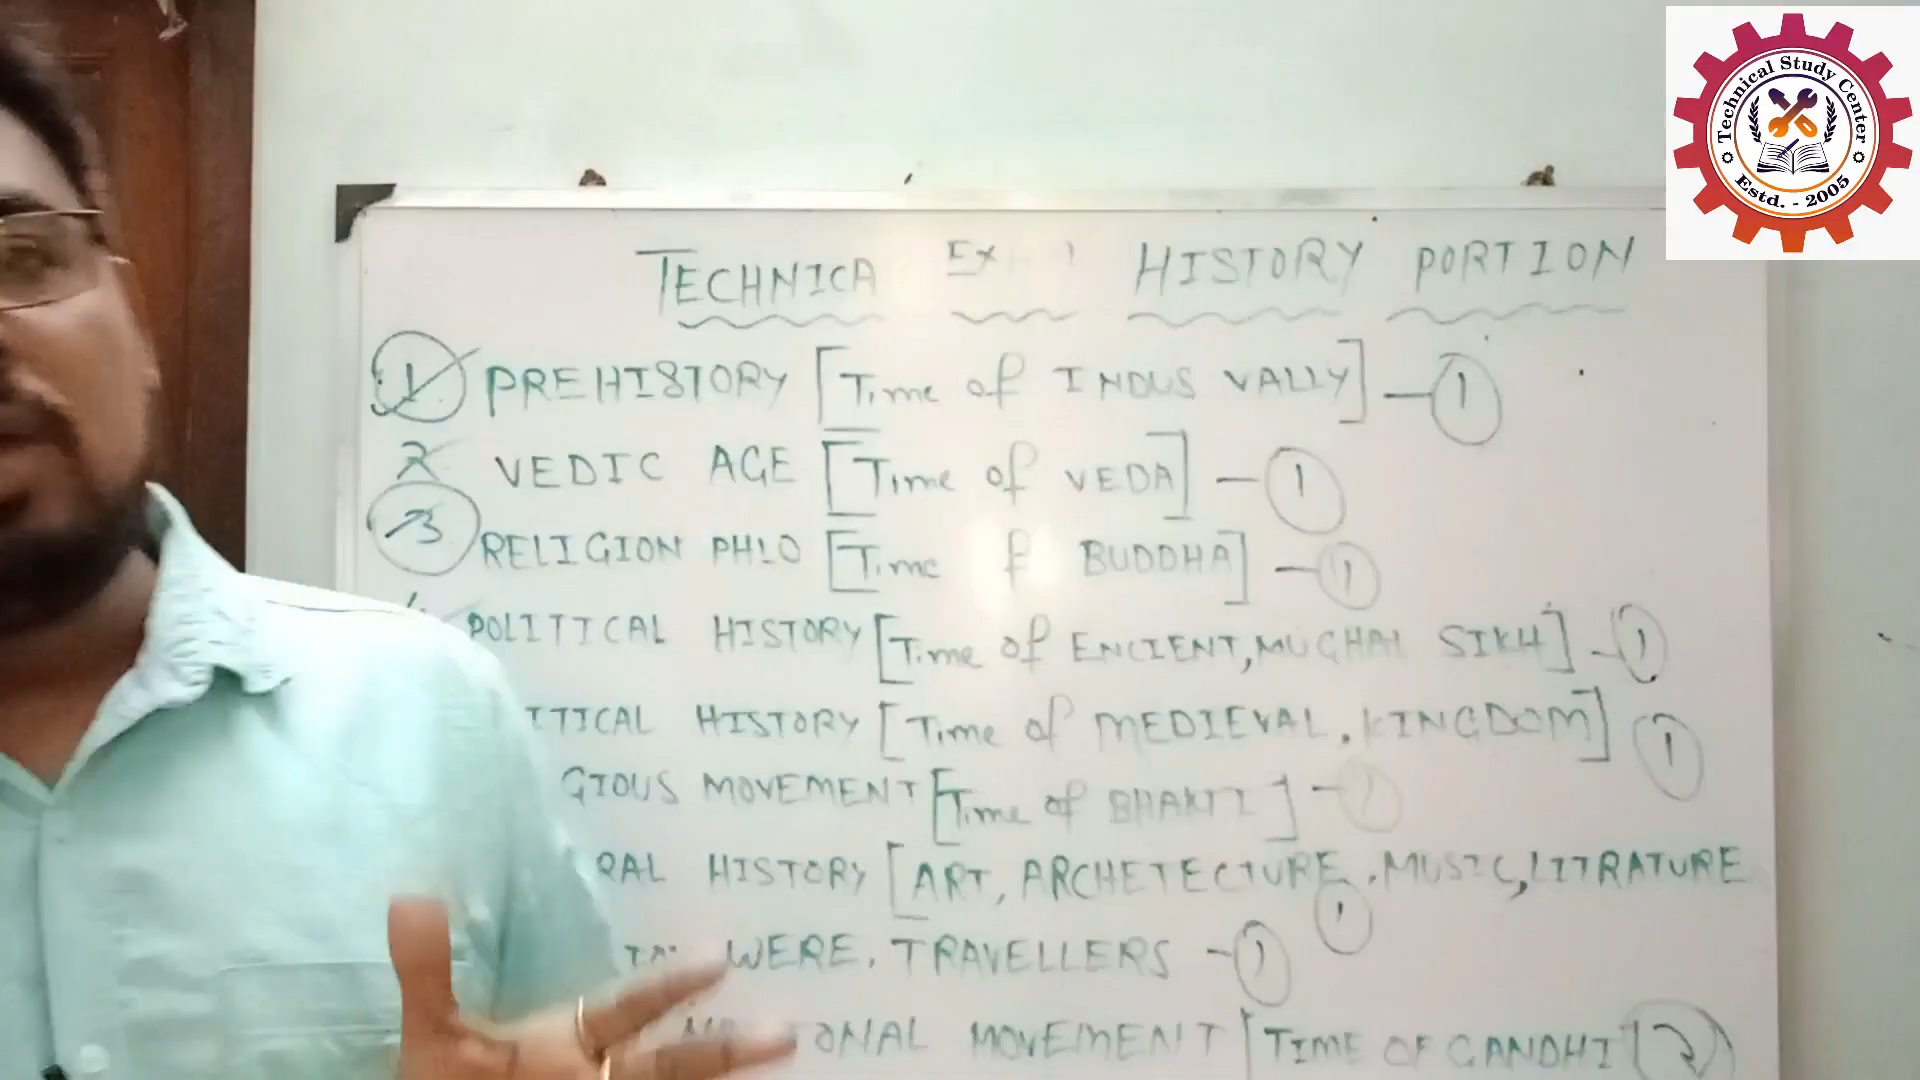 Technical Study Center
Estd. - 2005
TECHNICA EX HISTORY PORTION
1 PREHISTORY [Time of INDUS VALLY] - 1
2 VEDIC AGE [Time of VEDA] - 1
3 RELIGION PHLO [Time f BUDDHA] - 1
POLITICAL HISTORY [Time of ENCIENT, MUGHAL SIKH] - 1
ITICAL HISTORY [Time of MEDIEVAL. KINGDOM] 1
GIOUS MOVEMENT [Time of BHAKTI] - 1
RAL HISTORY [ART, ARCHETECTURE. MUSIC, LITRATURE
1
WERE. TRAVELLERS - 1
ONAL MOVEMENT [TIME OF GANDHI] 2